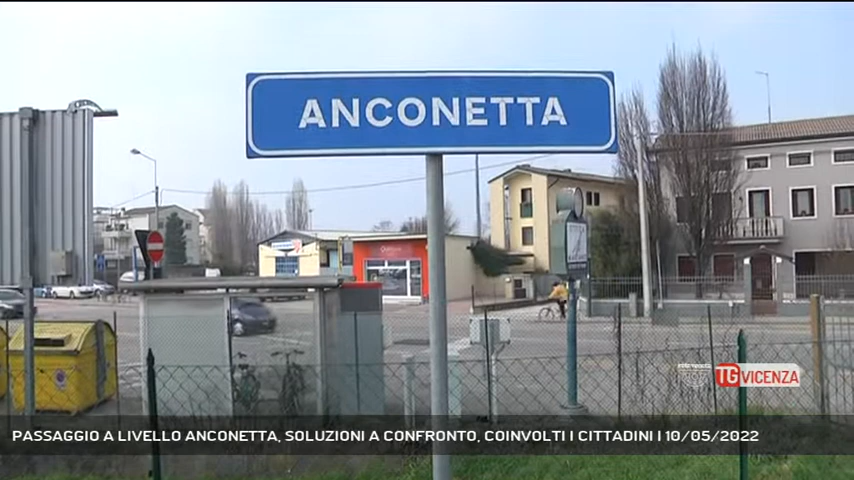 ANCONETTA
TG VICENZA
PASSAGGIO A LIVELLO ANCONETTA, SOLUZIONI A CONFRONTO, COINVOLTI I CITTADINI | 10/05/2022